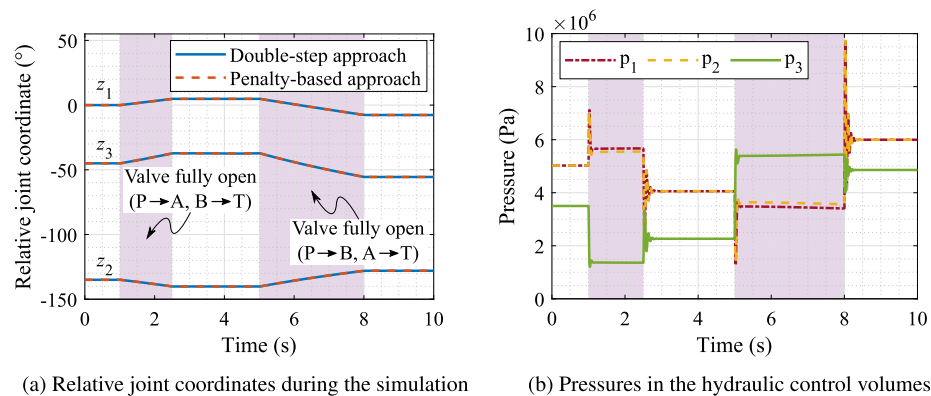 50
0
-50
-100
-150
Relative joint coordinate (°)
Double-step approach
Penalty-based approach
z1
z3
Valve fully open
(P→A, B→T)
Valve fully open
(P→B, A→T)
z2
0 2 4 6 8 10
Time (s)
(a) Relative joint coordinates during the simulation
×10^6
10
8
6
4
2
0
Pressure (Pa)
p1 p2 p3
0 2 4 6 8 10
Time (s)
(b) Pressures in the hydraulic control volumes